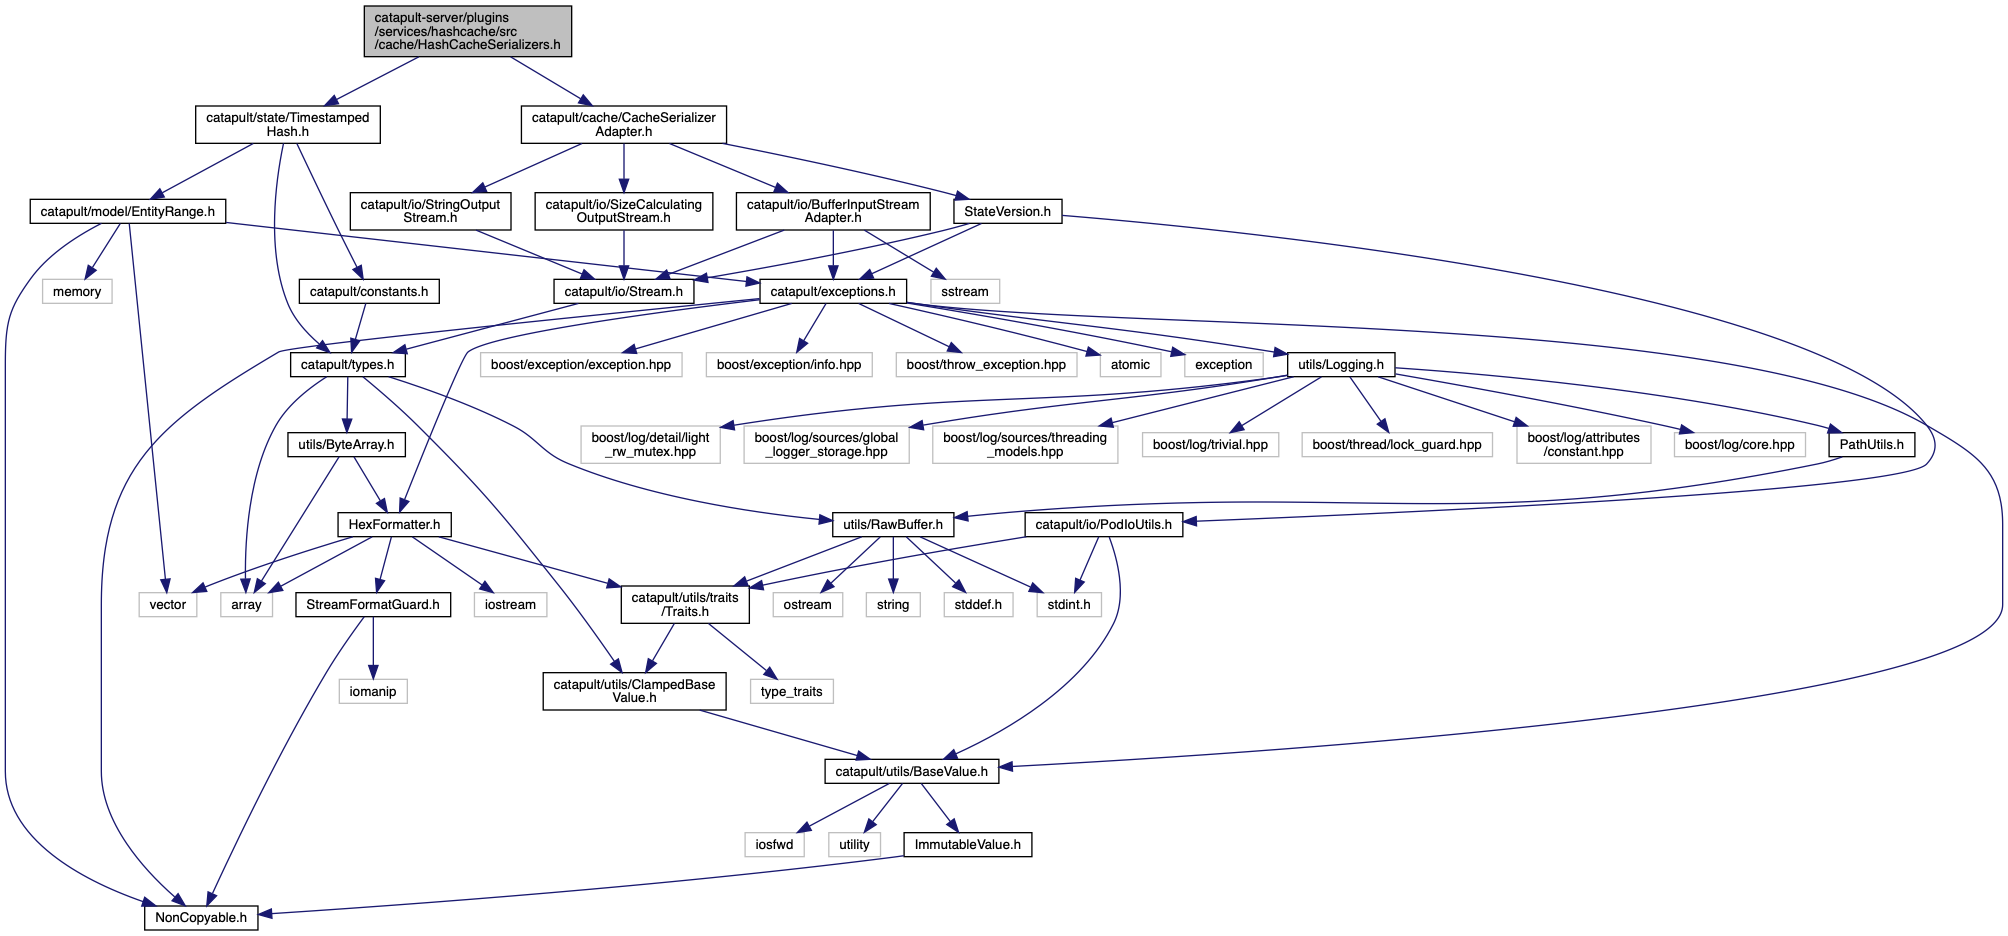 catapult-server/plugins
/services/hashcache/src
/cache/HashCacheSerializers.h
catapult/state/Timestamped
Hash.h
catapult/cache/CacheSerializer
Adapter.h
catapult/model/EntityRange.h
catapult/io/StringOutput
Stream.h
catapult/io/SizeCalculating
OutputStream.h
catapult/io/BufferInputStream
Adapter.h
StateVersion.h
memory
catapult/constants.h
catapult/io/Stream.h
catapult/exceptions.h
sstream
catapult/types.h
boost/exception/exception.hpp
boost/exception/info.hpp
boost/throw_exception.hpp
atomic
exception
utils/Logging.h
utils/ByteArray.h
boost/log/detail/light
_rw_mutex.hpp
boost/log/sources/global
_logger_storage.hpp
boost/log/sources/threading
_models.hpp
boost/log/trivial.hpp
boost/thread/lock_guard.hpp
boost/log/attributes
/constant.hpp
boost/log/core.hpp
PathUtils.h
HexFormatter.h
utils/RawBuffer.h
catapult/io/PodIoUtils.h
vector
array
StreamFormatGuard.h
iostream
catapult/utils/traits
/Traits.h
ostream
string
stddef.h
stdint.h
iomanip
catapult/utils/ClampedBase
Value.h
type_traits
catapult/utils/BaseValue.h
iosfwd
utility
ImmutableValue.h
NonCopyable.h